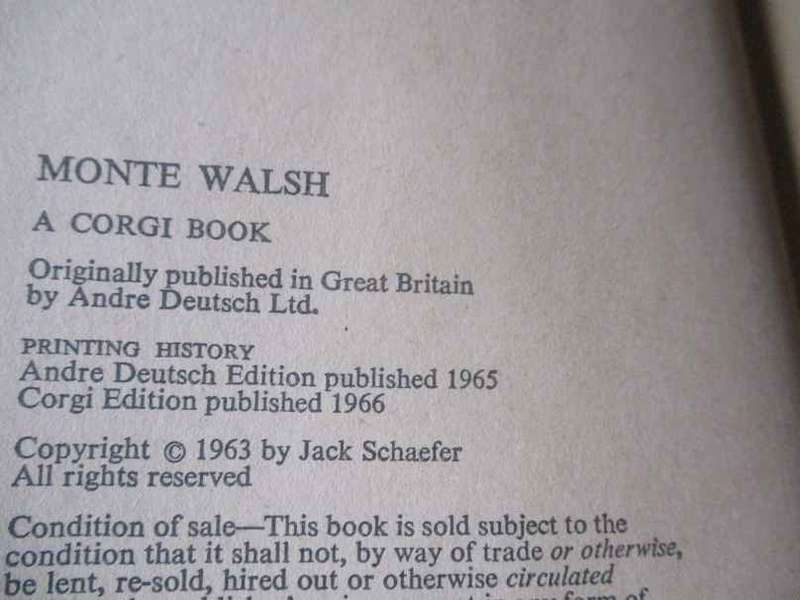 MONTE WALSH
A CORGI BOOK
Originally published in Great Britain
by Andre Deutsch Ltd.
PRINTING HISTORY
Andre Deutsch Edition published 1965
Corgi Edition published 1966
Copyright © 1963 by Jack Schaefer
All rights reserved
Condition of sale—This book is sold subject to the
condition that it shall not, by way of trade or otherwise,
be lent, re-sold, hired out or otherwise circulated